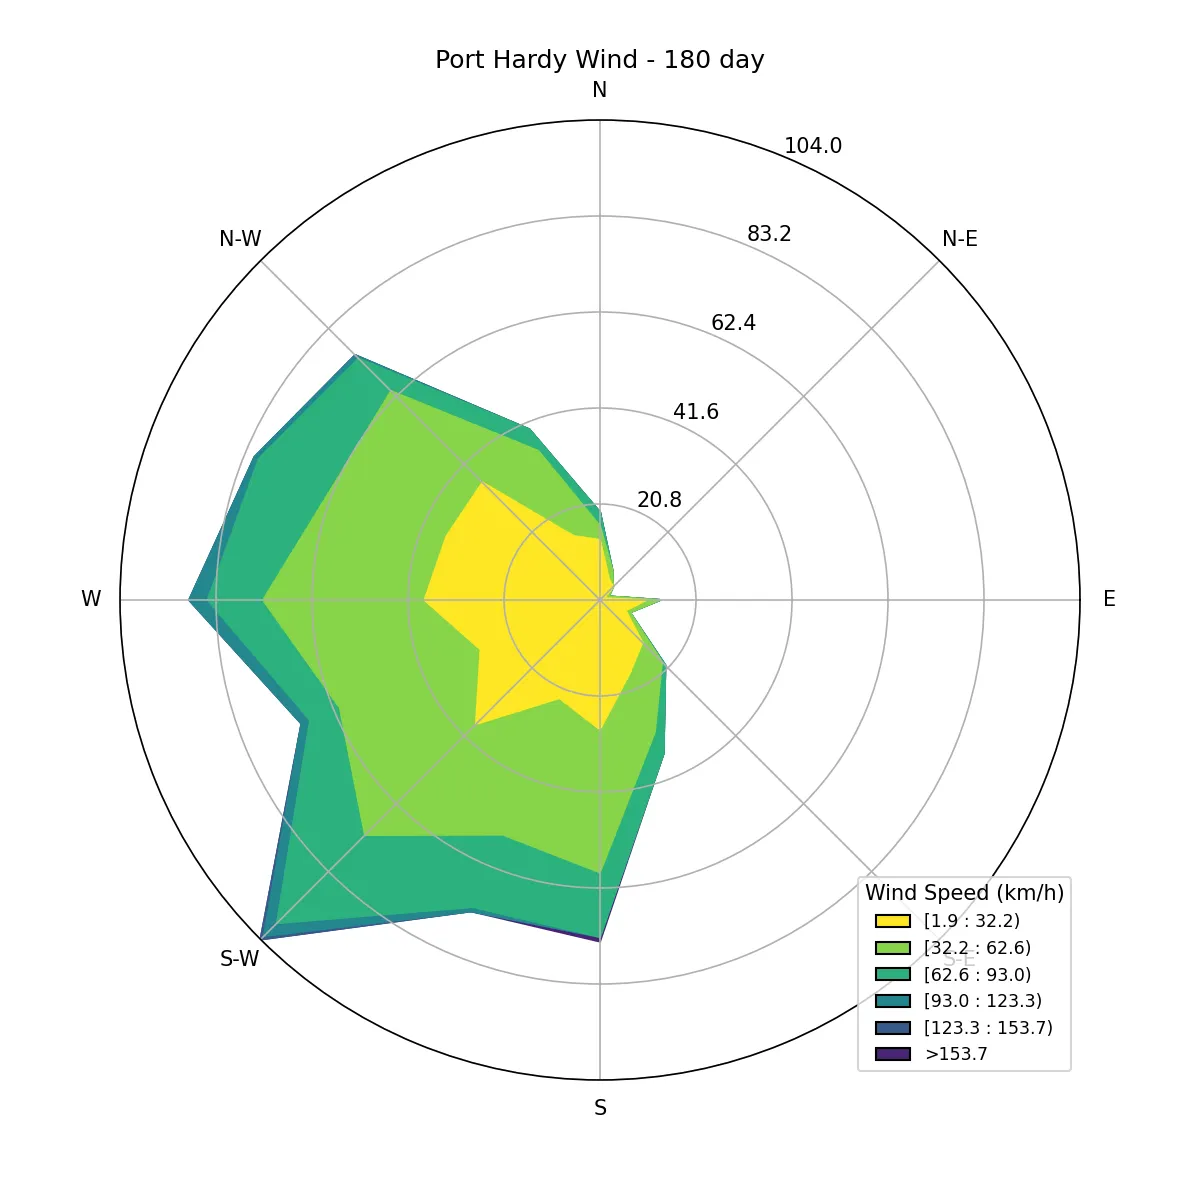 Port Hardy Wind - 180 day
N
104.0
N-W
83.2
N-E
62.4
41.6
20.8
W
E
S-W
S-E
S
Wind Speed (km/h)
[1.9 : 32.2)
[32.2 : 62.6)
[62.6 : 93.0)
[93.0 : 123.3)
[123.3 : 153.7)
>153.7